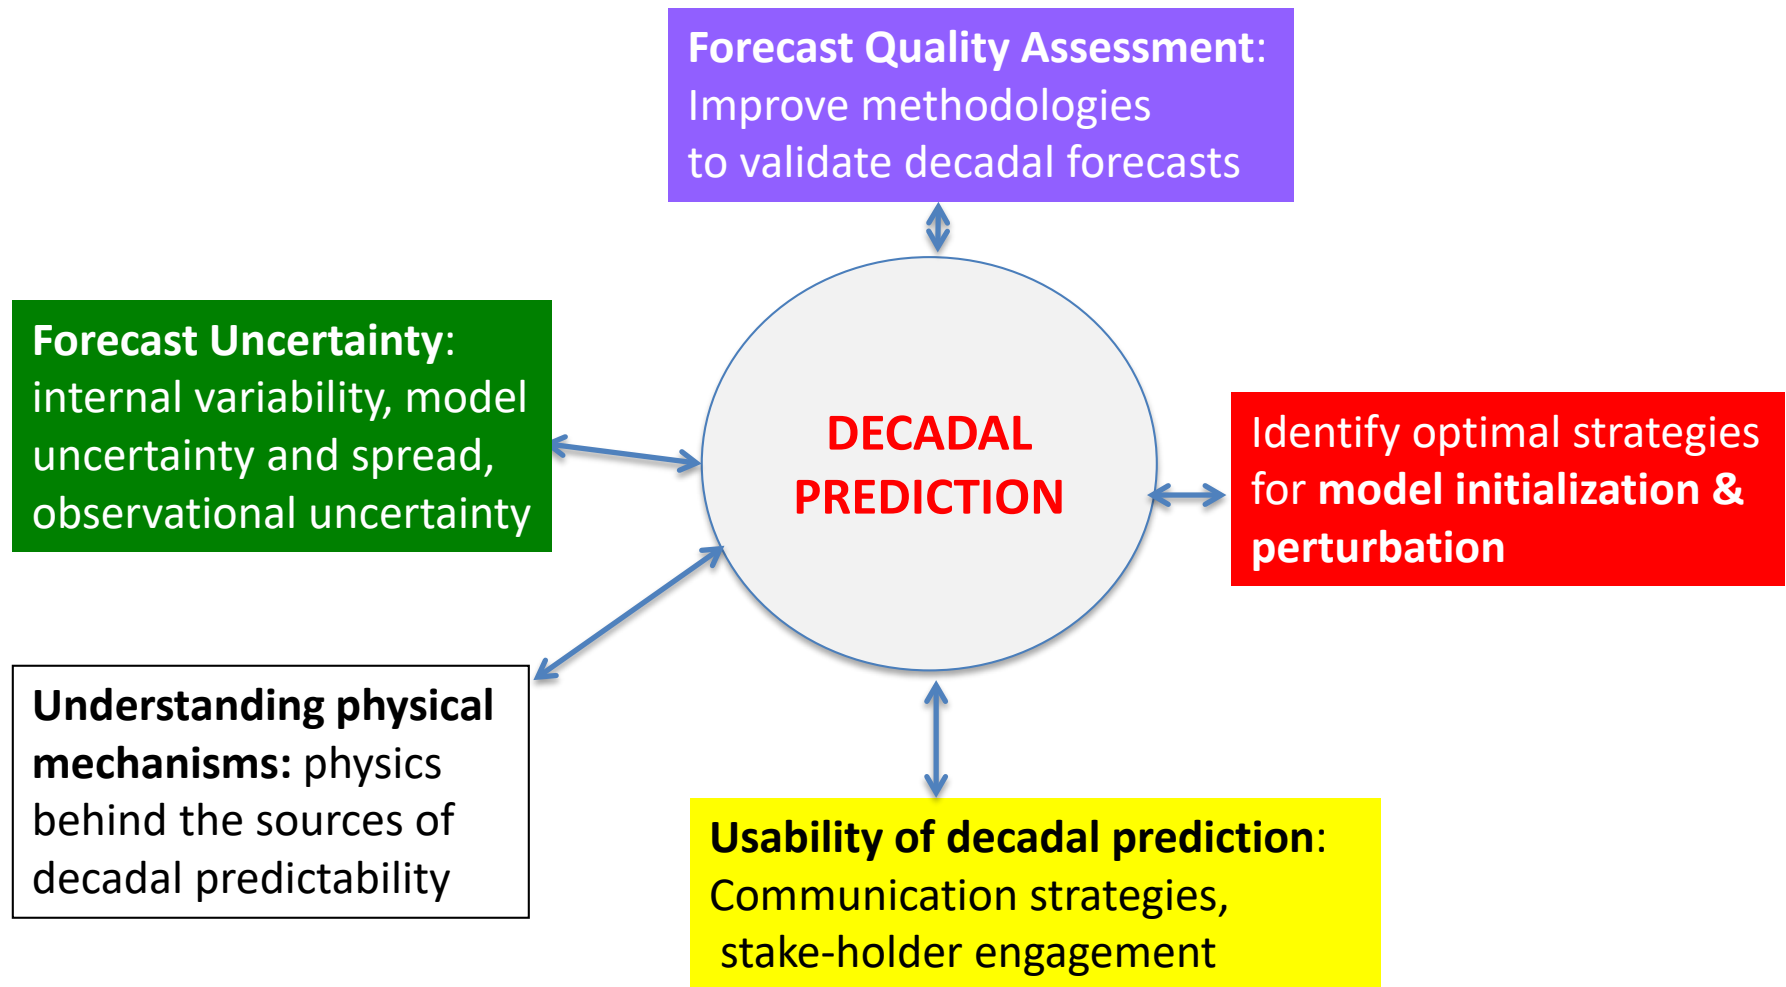 Forecast Quality Assessment:
Improve methodologies
to validate decadal forecasts
Forecast Uncertainty:
internal variability, model
uncertainty and spread,
observational uncertainty
DECADAL
PREDICTION
Identify optimal strategies
for model initialization &
perturbation
Understanding physical
mechanisms: physics
behind the sources of
decadal predictability
Usability of decadal prediction:
Communication strategies,
stake-holder engagement